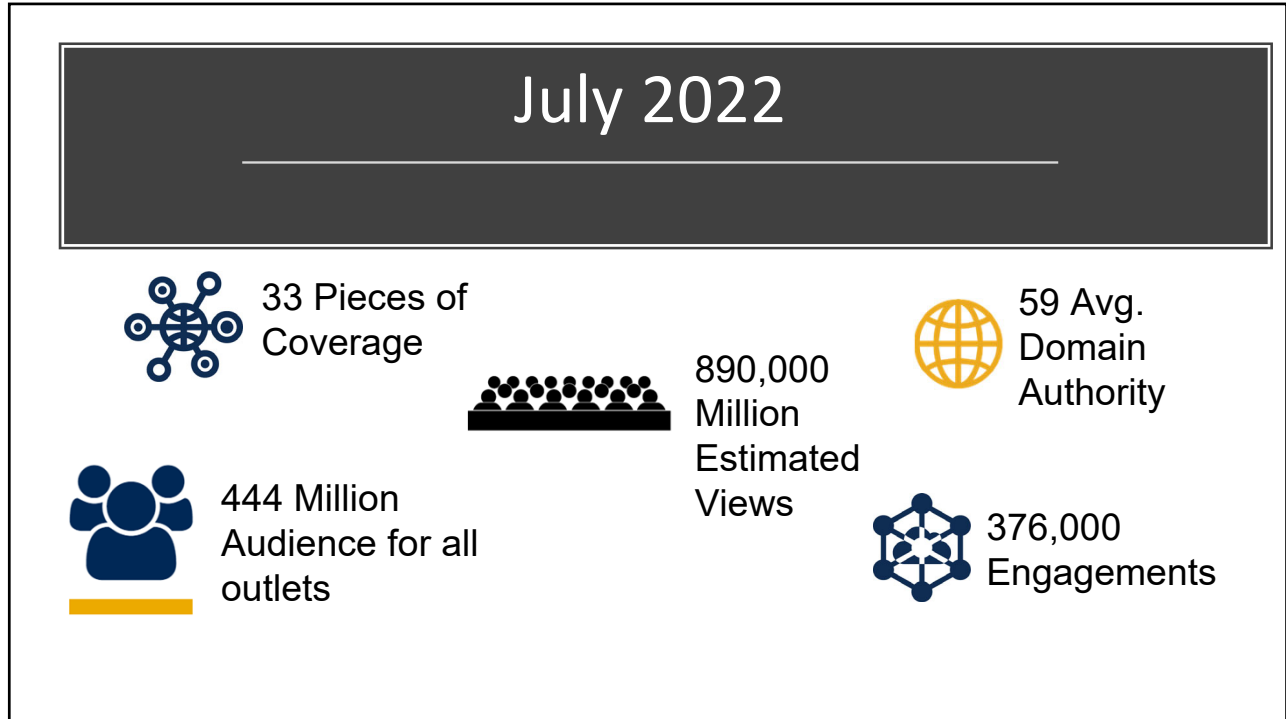 July 2022
33 Pieces of
Coverage
444 Million
Audience for all
outlets
890,000
Million
Estimated
Views
59 Avg.
Domain
Authority
376,000
Engagements